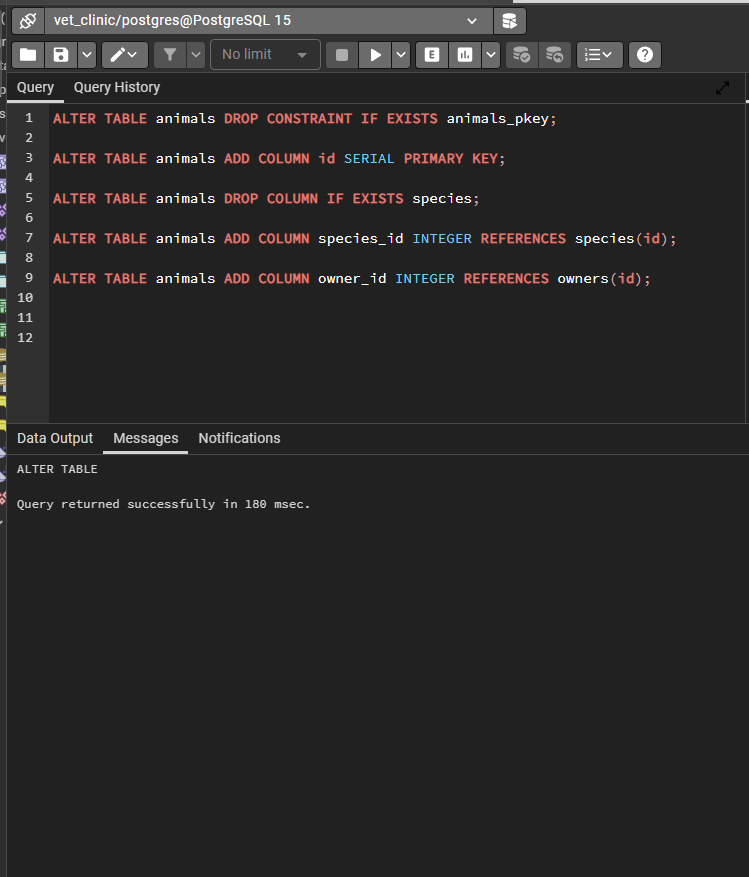 vet_clinic/postgres@PostgreSQL 15
No limit
E
Query Query History
1 ALTER TABLE animals DROP CONSTRAINT IF EXISTS animals_pkey;
2
3 ALTER TABLE animals ADD COLUMN id SERIAL PRIMARY KEY;
4
5 ALTER TABLE animals DROP COLUMN IF EXISTS species;
6
7 ALTER TABLE animals ADD COLUMN species_id INTEGER REFERENCES species(id);
8
9 ALTER TABLE animals ADD COLUMN owner_id INTEGER REFERENCES owners(id);
10
11
12
Data Output Messages Notifications
ALTER TABLE
Query returned successfully in 180 msec.